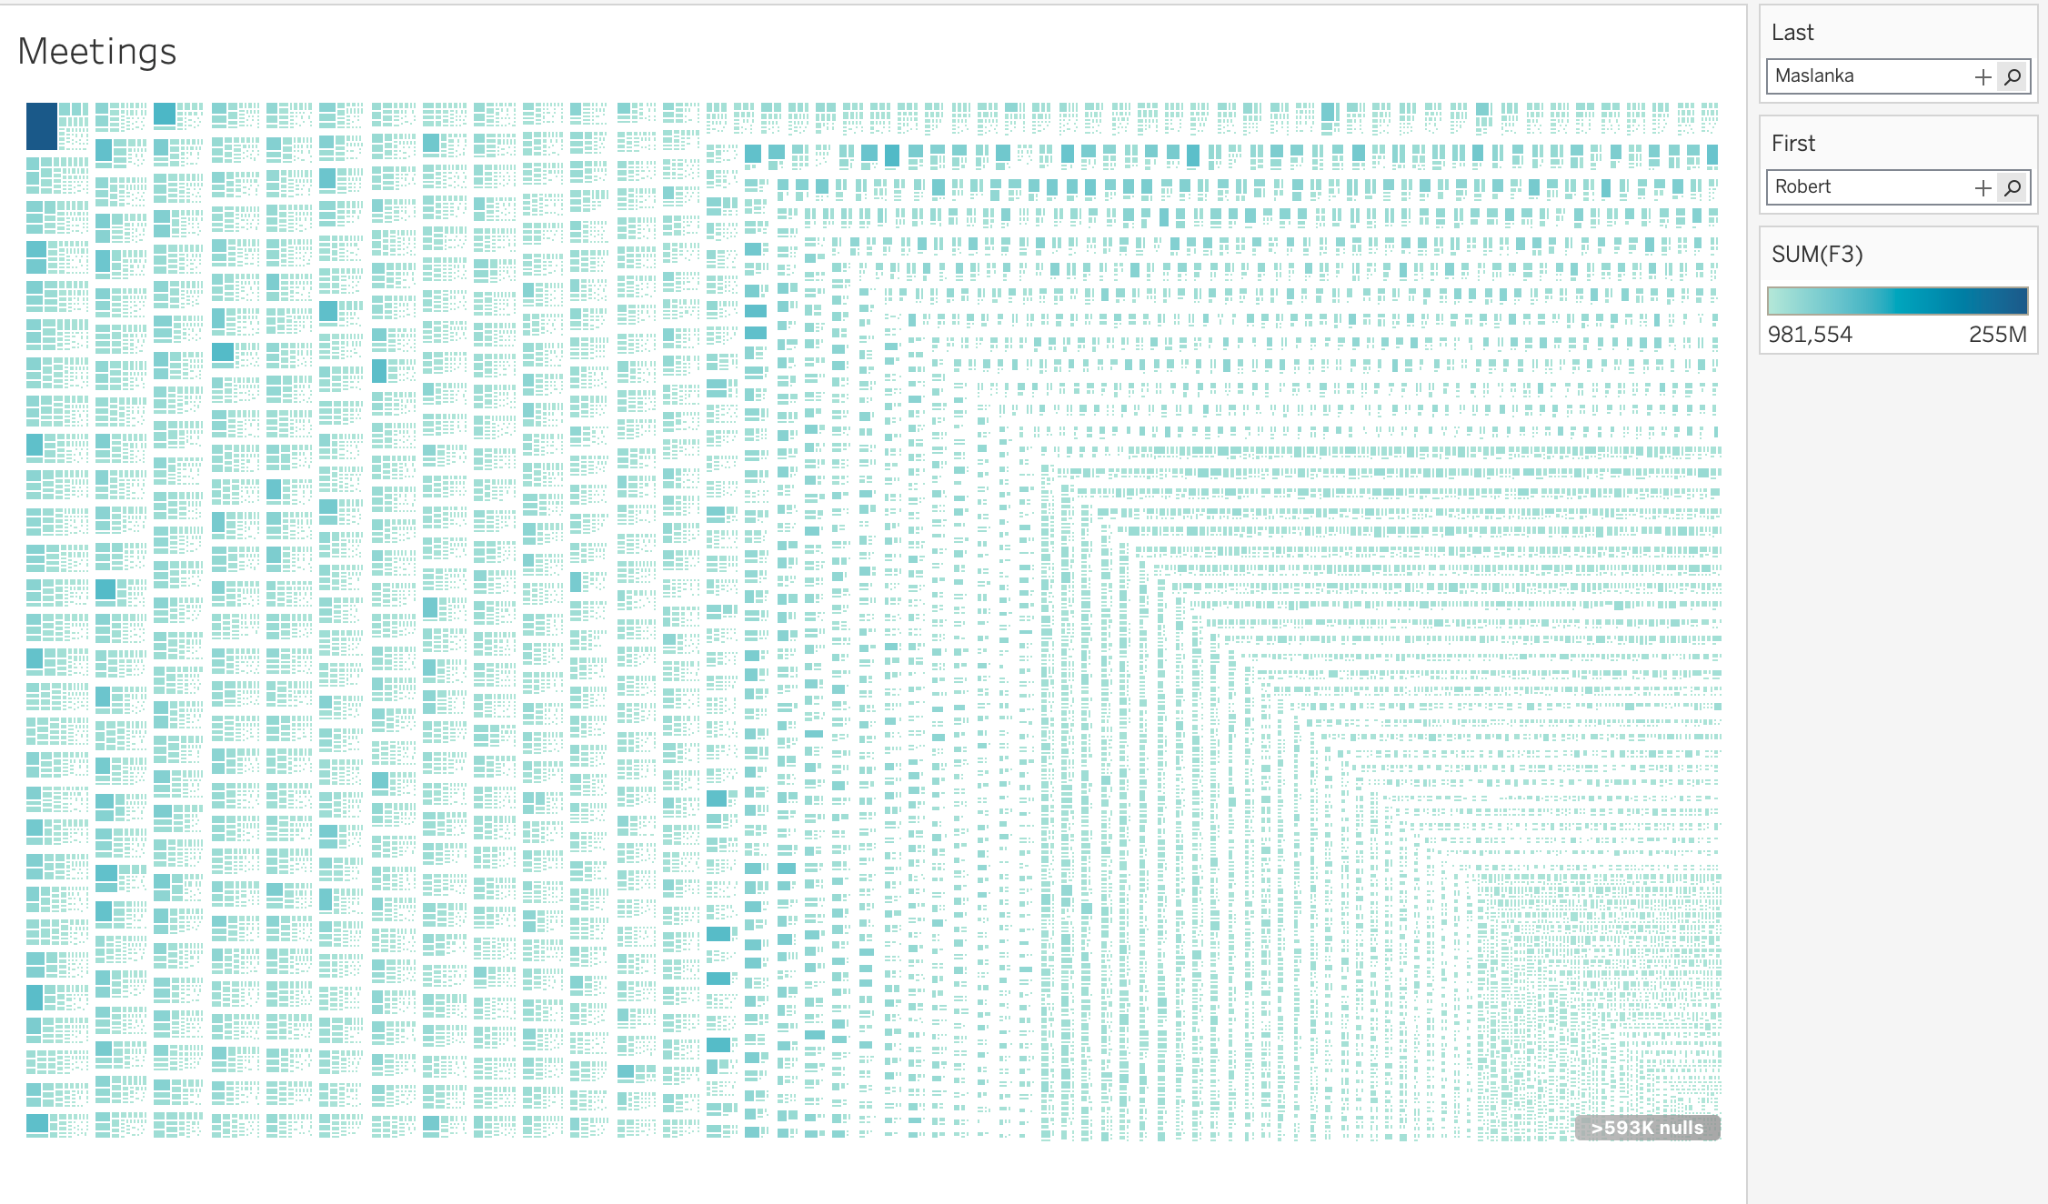 Meetings
Last
Maslanka
First
Robert
SUM(F3)
981,554 255M
>593K nulls